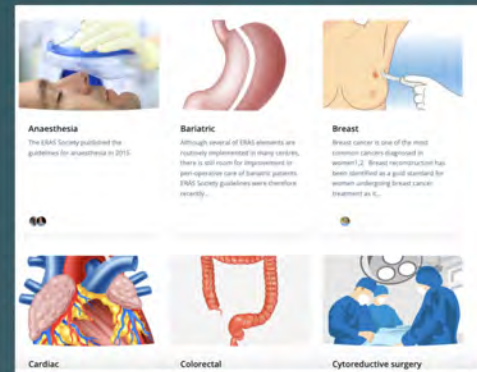 Anaesthesia
The ERAS Society published the
guidelines for anaesthesia in 2015.
Bariatric
Although several of ERAS elements are
routinely implemented in many centres,
there is still room for improvement in
peri-operative care of bariatric patients.
ERAS Society guidelines were therefore
recently...
Breast
Breast cancer is one of the most
common cancers diagnosed in
women1,2. Breast reconstruction has
been identified as a gold standard for
women undergoing breast cancer
treatment as it...
Cardiac
Colorectal
Cytoreductive surgery